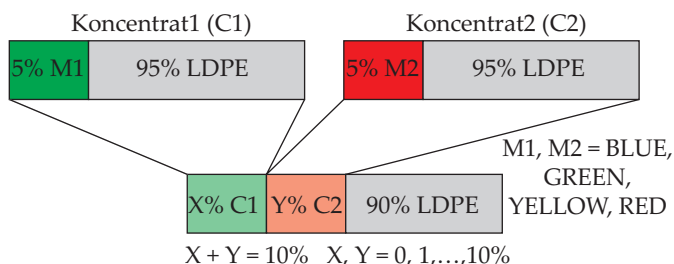 Koncentrat1 (C1)
Koncentrat2 (C2)
5% M1
95% LDPE
5% M2
95% LDPE
M1, M2 = BLUE,
GREEN,
YELLOW, RED
X% C1
Y% C2
90% LDPE
X + Y = 10%
X, Y = 0, 1,...,10%